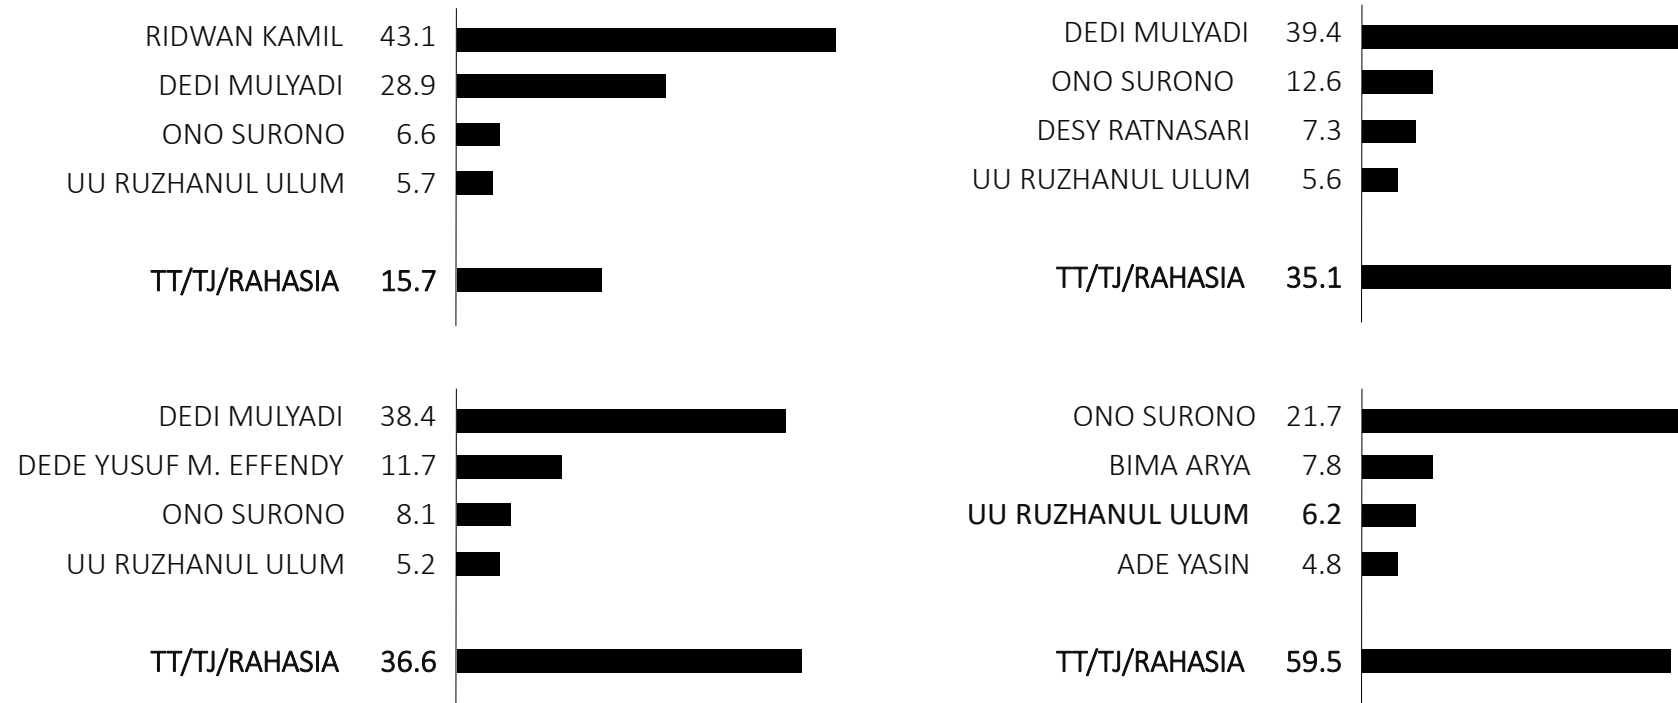 RIDWAN KAMIL 43.1
DEDI MULYADI 28.9
ONO SURONO 6.6
UU RUZHANUL ULUM 5.7
TT/TJ/RAHASIA 15.7
DEDI MULYADI 39.4
ONO SURONO 12.6
DESY RATNASARI 7.3
UU RUZHANUL ULUM 5.6
TT/TJ/RAHASIA 35.1
DEDI MULYADI 38.4
DEDE YUSUF M. EFFENDY 11.7
ONO SURONO 8.1
UU RUZHANUL ULUM 5.2
TT/TJ/RAHASIA 36.6
ONO SURONO 21.7
BIMA ARYA 7.8
UU RUZHANUL ULUM 6.2
ADE YASIN 4.8
TT/TJ/RAHASIA 59.5